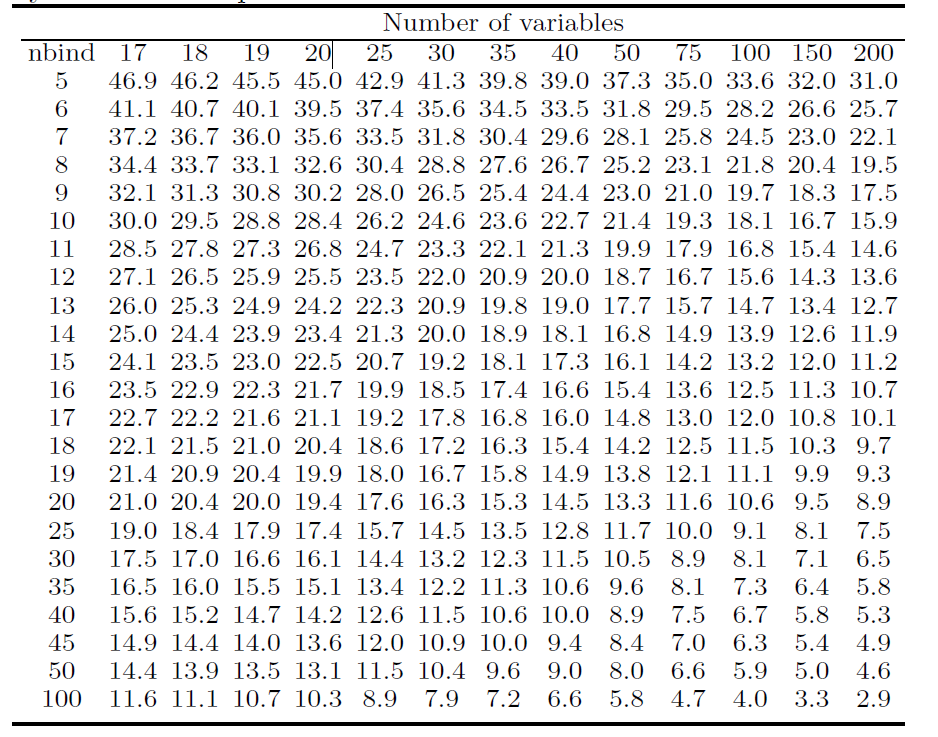 Number of variables
nbind 17 18 19 20 25 30 35 40 50 75 100 150 200
5 46.9 46.2 45.5 45.0 42.9 41.3 39.8 39.0 37.3 35.0 33.6 32.0 31.0
6 41.1 40.7 40.1 39.5 37.4 35.6 34.5 33.5 31.8 29.5 28.2 26.6 25.7
7 37.2 36.7 36.0 35.6 33.5 31.8 30.4 29.6 28.1 25.8 24.5 23.0 22.1
8 34.4 33.7 33.1 32.6 30.4 28.8 27.6 26.7 25.2 23.1 21.8 20.4 19.5
9 32.1 31.3 30.8 30.2 28.0 26.5 25.4 24.4 23.0 21.0 19.7 18.3 17.5
10 30.0 29.5 28.8 28.4 26.2 24.6 23.6 22.7 21.4 19.3 18.1 16.7 15.9
11 28.5 27.8 27.3 26.8 24.7 23.3 22.1 21.3 19.9 17.9 16.8 15.4 14.6
12 27.1 26.5 25.9 25.5 23.5 22.0 20.9 20.0 18.7 16.7 15.6 14.3 13.6
13 26.0 25.3 24.9 24.2 22.3 20.9 19.8 19.0 17.7 15.7 14.7 13.4 12.7
14 25.0 24.4 23.9 23.4 21.3 20.0 18.9 18.1 16.8 14.9 13.9 12.6 11.9
15 24.1 23.5 23.0 22.5 20.7 19.2 18.1 17.3 16.1 14.2 13.2 12.0 11.2
16 23.5 22.9 22.3 21.7 19.9 18.5 17.4 16.6 15.4 13.6 12.5 11.3 10.7
17 22.7 22.2 21.6 21.1 19.2 17.8 16.8 16.0 14.8 13.0 12.0 10.8 10.1
18 22.1 21.5 21.0 20.4 18.6 17.2 16.3 15.4 14.2 12.5 11.5 10.3 9.7
19 21.4 20.9 20.4 19.9 18.0 16.7 15.8 14.9 13.8 12.1 11.1 9.9 9.3
20 21.0 20.4 20.0 19.4 17.6 16.3 15.3 14.5 13.3 11.6 10.6 9.5 8.9
25 19.0 18.4 17.9 17.4 15.7 14.5 13.5 12.8 11.7 10.0 9.1 8.1 7.5
30 17.5 17.0 16.6 16.1 14.4 13.2 12.3 11.5 10.5 8.9 8.1 7.1 6.5
35 16.5 16.0 15.5 15.1 13.4 12.2 11.3 10.6 9.6 8.1 7.3 6.4 5.8
40 15.6 15.2 14.7 14.2 12.6 11.5 10.6 10.0 8.9 7.5 6.7 5.8 5.3
45 14.9 14.4 14.0 13.6 12.0 10.9 10.0 9.4 8.4 7.0 6.3 5.4 4.9
50 14.4 13.9 13.5 13.1 11.5 10.4 9.6 9.0 8.0 6.6 5.9 5.0 4.6
100 11.6 11.1 10.7 10.3 8.9 7.9 7.2 6.6 5.8 4.7 4.0 3.3 2.9